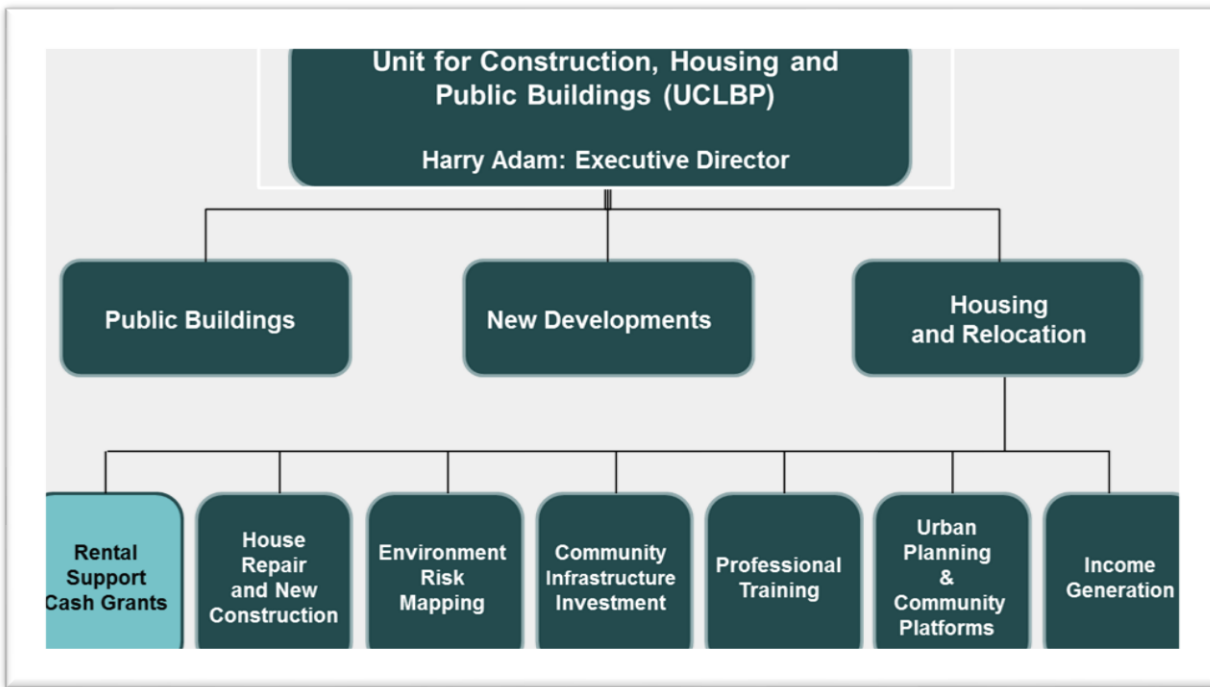 Unit for Construction, Housing and
Public Buildings (UCLBP)
Harry Adam: Executive Director
Public Buildings
New Developments
Housing
and Relocation
Rental
Support
Cash Grants
House
Repair
and New
Construction
Environment
Risk
Mapping
Community
Infrastructure
Investment
Professional
Training
Urban
Planning
&
Community
Platforms
Income
Generation